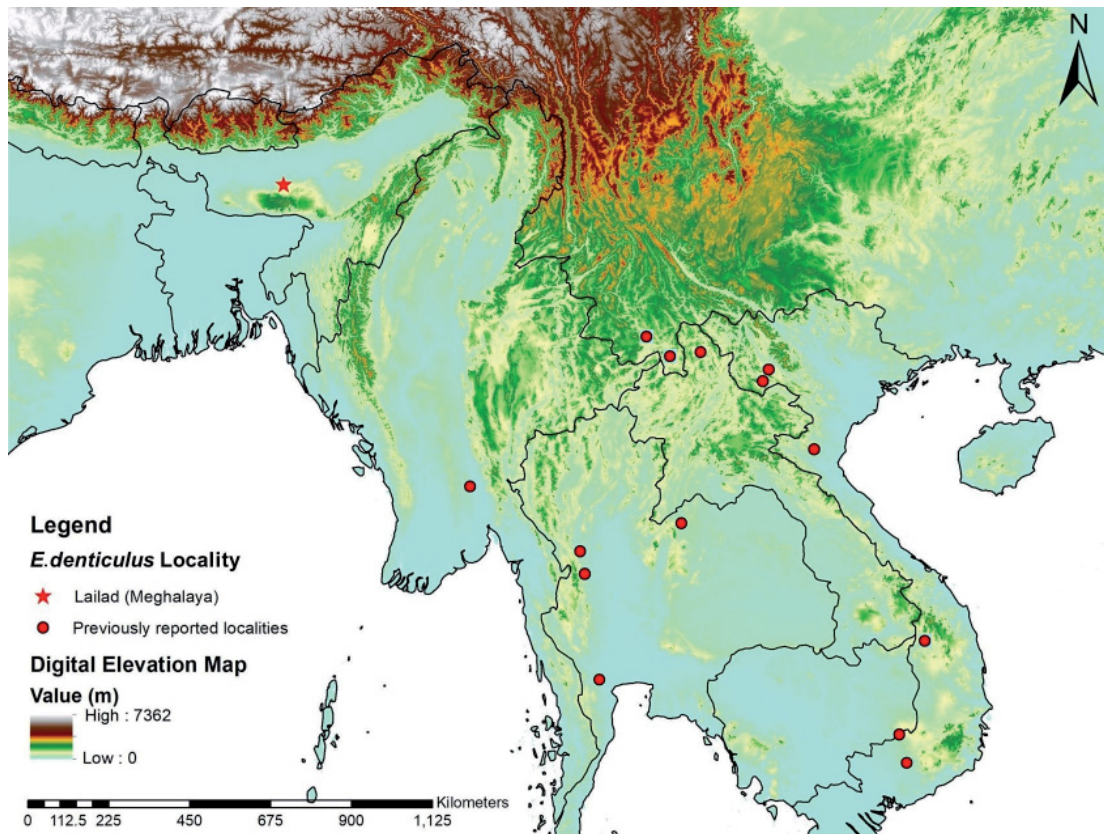 N
Legend
E.denticulus Locality
Lailad (Meghalaya)
Previously reported localities
Digital Elevation Map
Value (m)
High : 7362
Low : 0
Kilometers
0 112.5 225 450 675 900 1,125